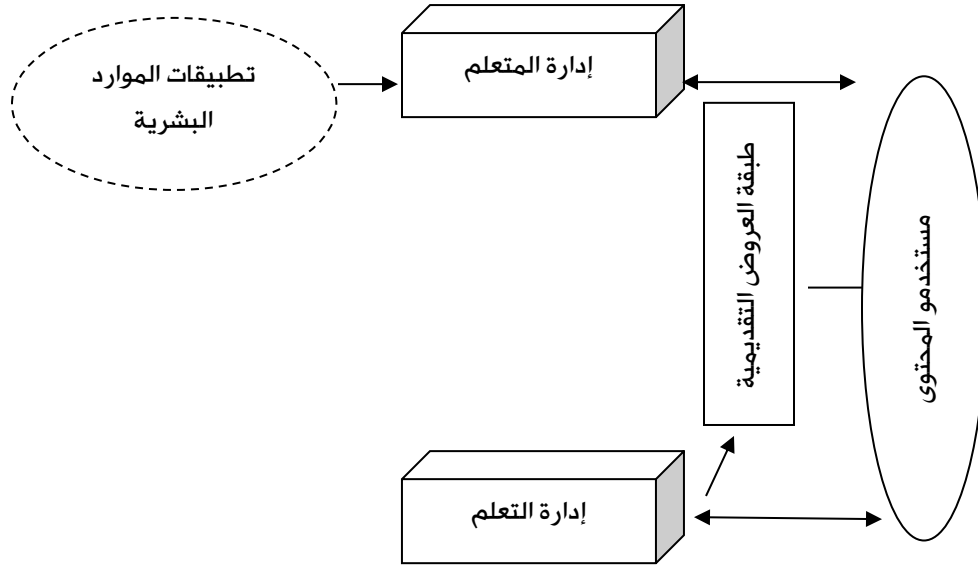 تطبيقات الموارد
البشرية
إدارة المتعلم
طبقة العروض التقديمية
مستخدمو المحتوى
إدارة التعلم